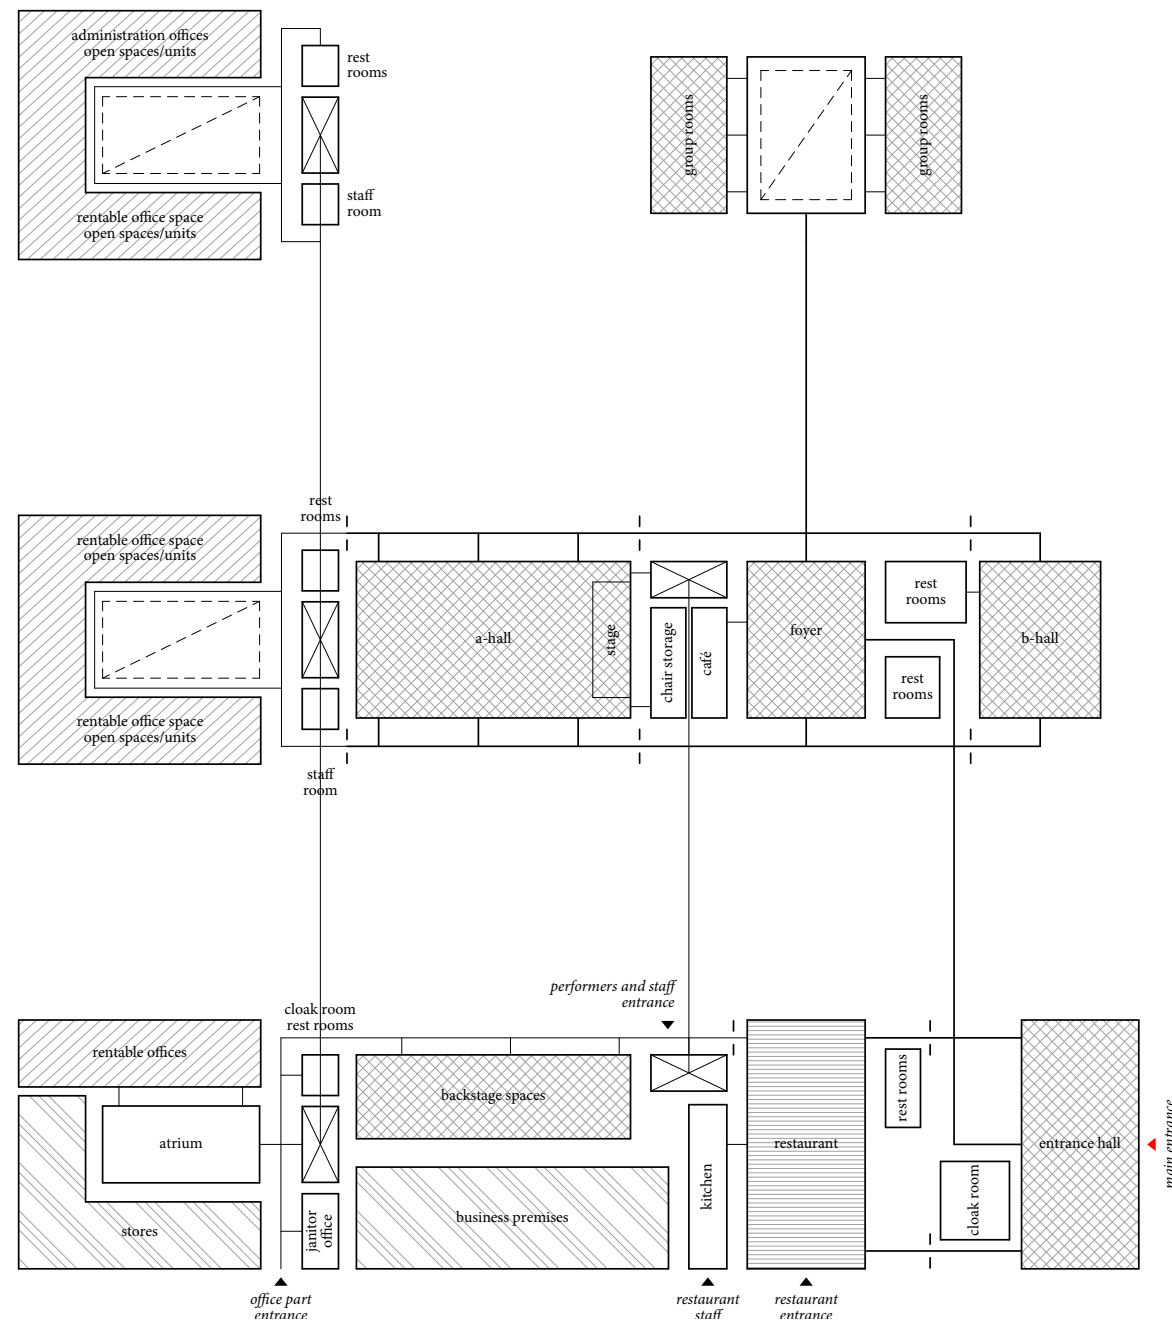 administration offices
open spaces/units
rest
rooms
group rooms
group rooms
staff
room
rentable office space
open spaces/units
rest
rooms
rentable office space
open spaces/units
rest
rooms
a-hall
stage
chair storage
café
foyer
rest
rooms
b-hall
rentable office space
open spaces/units
staff
room
performers and staff
entrance
cloak room
rest rooms
rentable offices
backstage spaces
rest rooms
atrium
restaurant
entrance hall
main entrance
kitchen
cloak room
stores
janitor
office
business premises
office part
entrance
restaurant
staff
restaurant
entrance